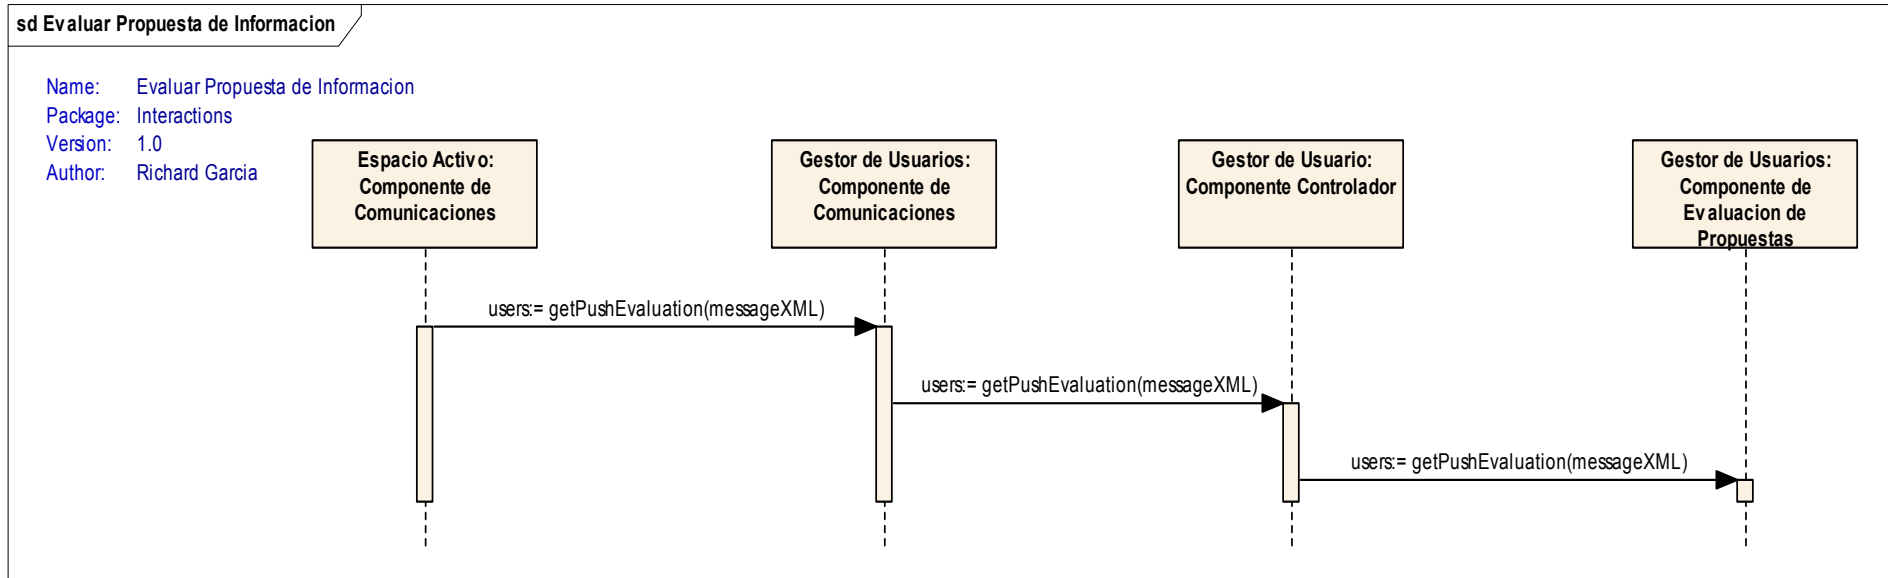 sd Evaluar Propuesta de Informacion
Name: Evaluar Propuesta de Informacion
Package: Interactions
Version: 1.0
Author: Richard Garcia
Espacio Activo:
Componente de
Comunicaciones
Gestor de Usuarios:
Componente de
Comunicaciones
Gestor de Usuario:
Componente Controlador
Gestor de Usuarios:
Componente de
Evaluacion de
Propuestas
users:= getPushEvaluation(messageXML)
users:= getPushEvaluation(messageXML)
users:= getPushEvaluation(messageXML)